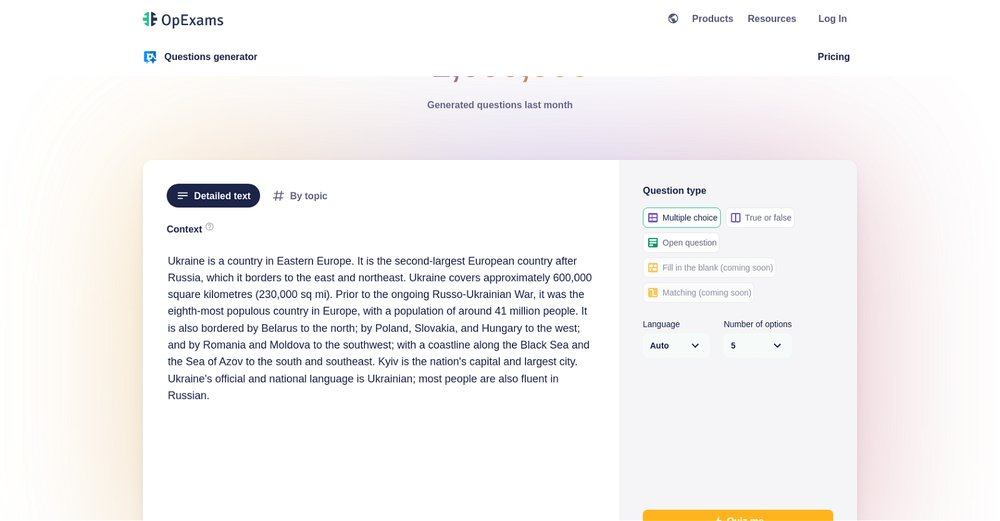 OpExams
Products Resources Log In
Questions generator Pricing
Generated questions last month
Detailed text By topic
Context
Ukraine is a country in Eastern Europe. It is the second-largest European country after
Russia, which it borders to the east and northeast. Ukraine covers approximately 600,000
square kilometres (230,000 sq mi). Prior to the ongoing Russo-Ukrainian War, it was the
eighth-most populous country in Europe, with a population of around 41 million people. It
is also bordered by Belarus to the north; by Poland, Slovakia, and Hungary to the west;
and by Romania and Moldova to the southwest; with a coastline along the Black Sea and
the Sea of Azov to the south and southeast. Kyiv is the nation's capital and largest city.
Ukraine's official and national language is Ukrainian; most people are also fluent in
Russian.
Question type
Multiple choice True or false
Open question
Fill in the blank (coming soon)
Matching (coming soon)
Language Number of options
Auto 5
Quiz me